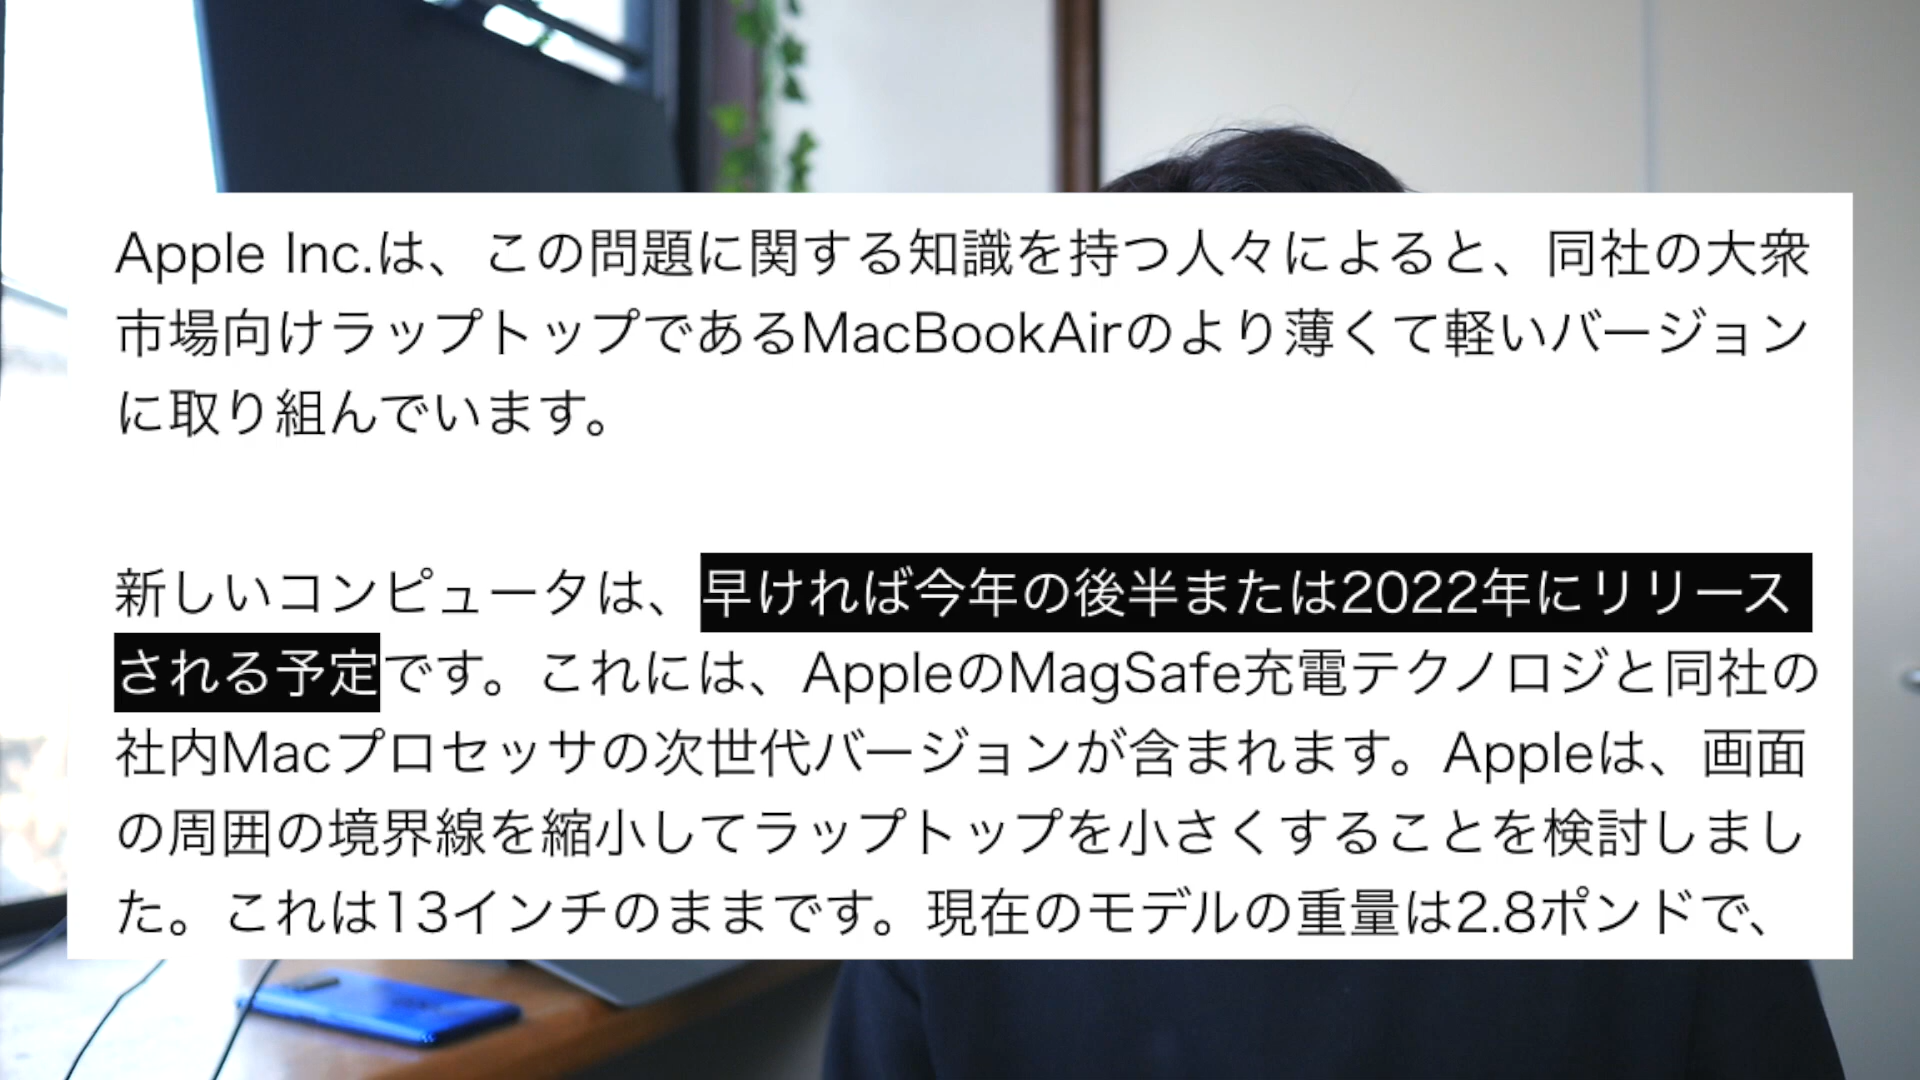 Apple Inc.は、この問題に関する知識を持つ人々によると、同社の大衆
市場向けラップトップであるMacBookAirのより薄くて軽いバージョン
に取り組んでいます。
新しいコンピュータは、早ければ今年の後半または2022年にリリース
される予定です。これには、AppleのMagSafe充電テクノロジと同社の
社内Macプロセッサの次世代バージョンが含まれます。Appleは、画面
の周囲の境界線を縮小してラップトップを小さくすることを検討しまし
た。これは13インチのままです。現在のモデルの重量は2.8ポンドで、